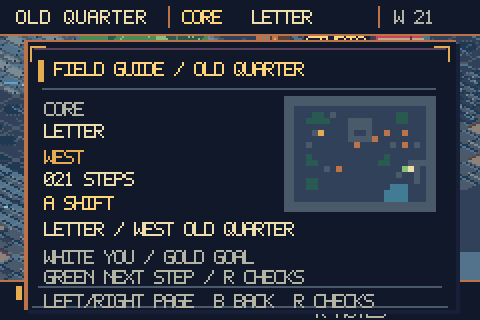 OLD QUARTER CORE LETTER W 21
FIELD GUIDE / OLD QUARTER
CORE
LETTER
WEST
021 STEPS
A SHIFT
LETTER / WEST OLD QUARTER
WHITE YOU / GOLD GOAL
GREEN NEXT STEP / R CHECKS
LEFT/RIGHT PAGE B BACK R CHECKS